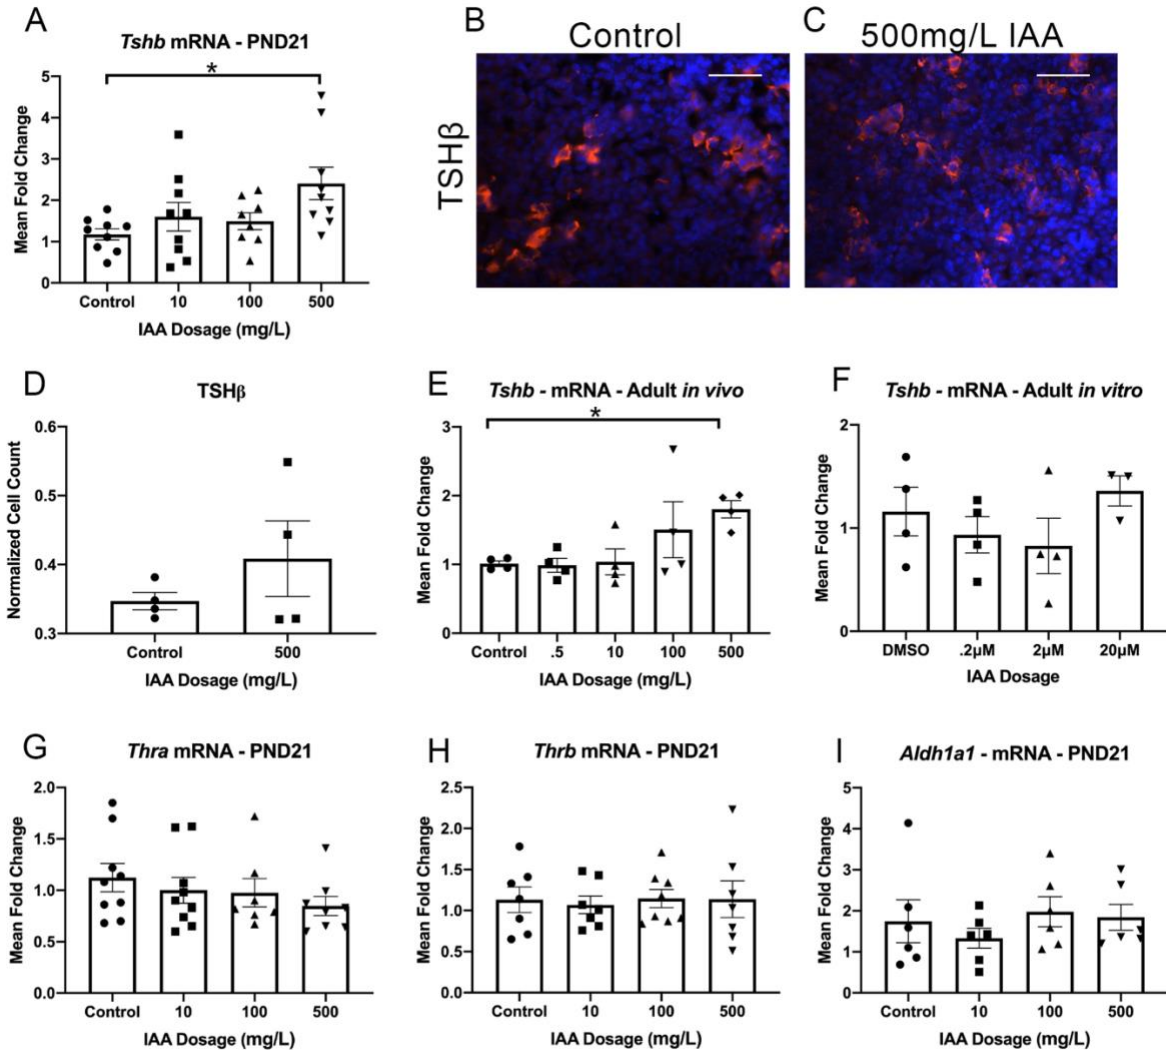 A
Tshb mRNA - PND21
*
5
4
3
2
1
0
Mean Fold Change
Control 10 100 500
IAA Dosage (mg/L)
B
Control
TSHβ
C
500mg/L IAA
D
TSHβ
0.6
0.5
0.4
0.3
Normalized Cell Count
Control 500
IAA Dosage (mg/L)
E
Tshb - mRNA - Adult in vivo
*
3
2
1
0
Mean Fold Change
Control .5 10 100 500
IAA Dosage (mg/L)
F
Tshb - mRNA - Adult in vitro
2
1
0
Mean Fold Change
DMSO .2µM 2µM 20µM
IAA Dosage
G
Thra mRNA - PND21
2.0
1.5
1.0
0.5
0.0
Mean Fold Change
Control 10 100 500
IAA Dosage (mg/L)
H
Thrb mRNA - PND21
2.5
2.0
1.5
1.0
0.5
0.0
Mean Fold Change
Control 10 100 500
IAA Dosage (mg/L)
I
Aldh1a1 - mRNA - PND21
5
4
3
2
1
0
Mean Fold Change
Control 10 100 500
IAA Dosage (mg/L)